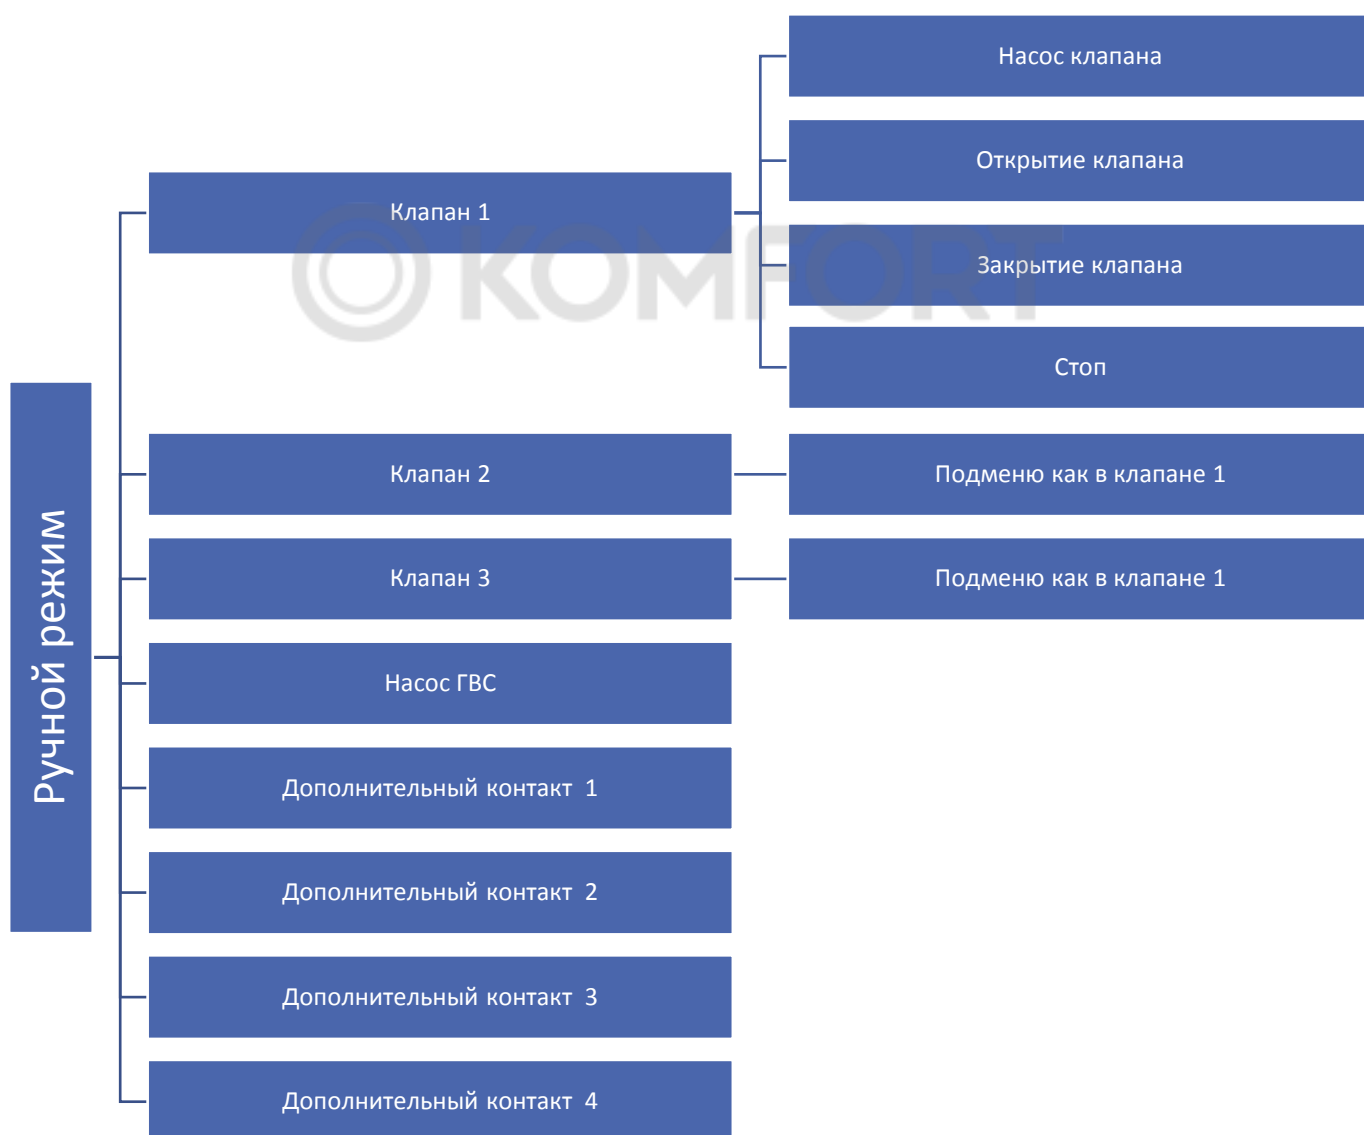 Ручной режим
Клапан 1
Насос клапана
Открытие клапана
Закрытие клапана
Стоп
Клапан 2
Подменю как в клапане 1
Клапан 3
Подменю как в клапане 1
Насос ГВС
Дополнительный контакт 1
Дополнительный контакт 2
Дополнительный контакт 3
Дополнительный контакт 4
KOMFORT